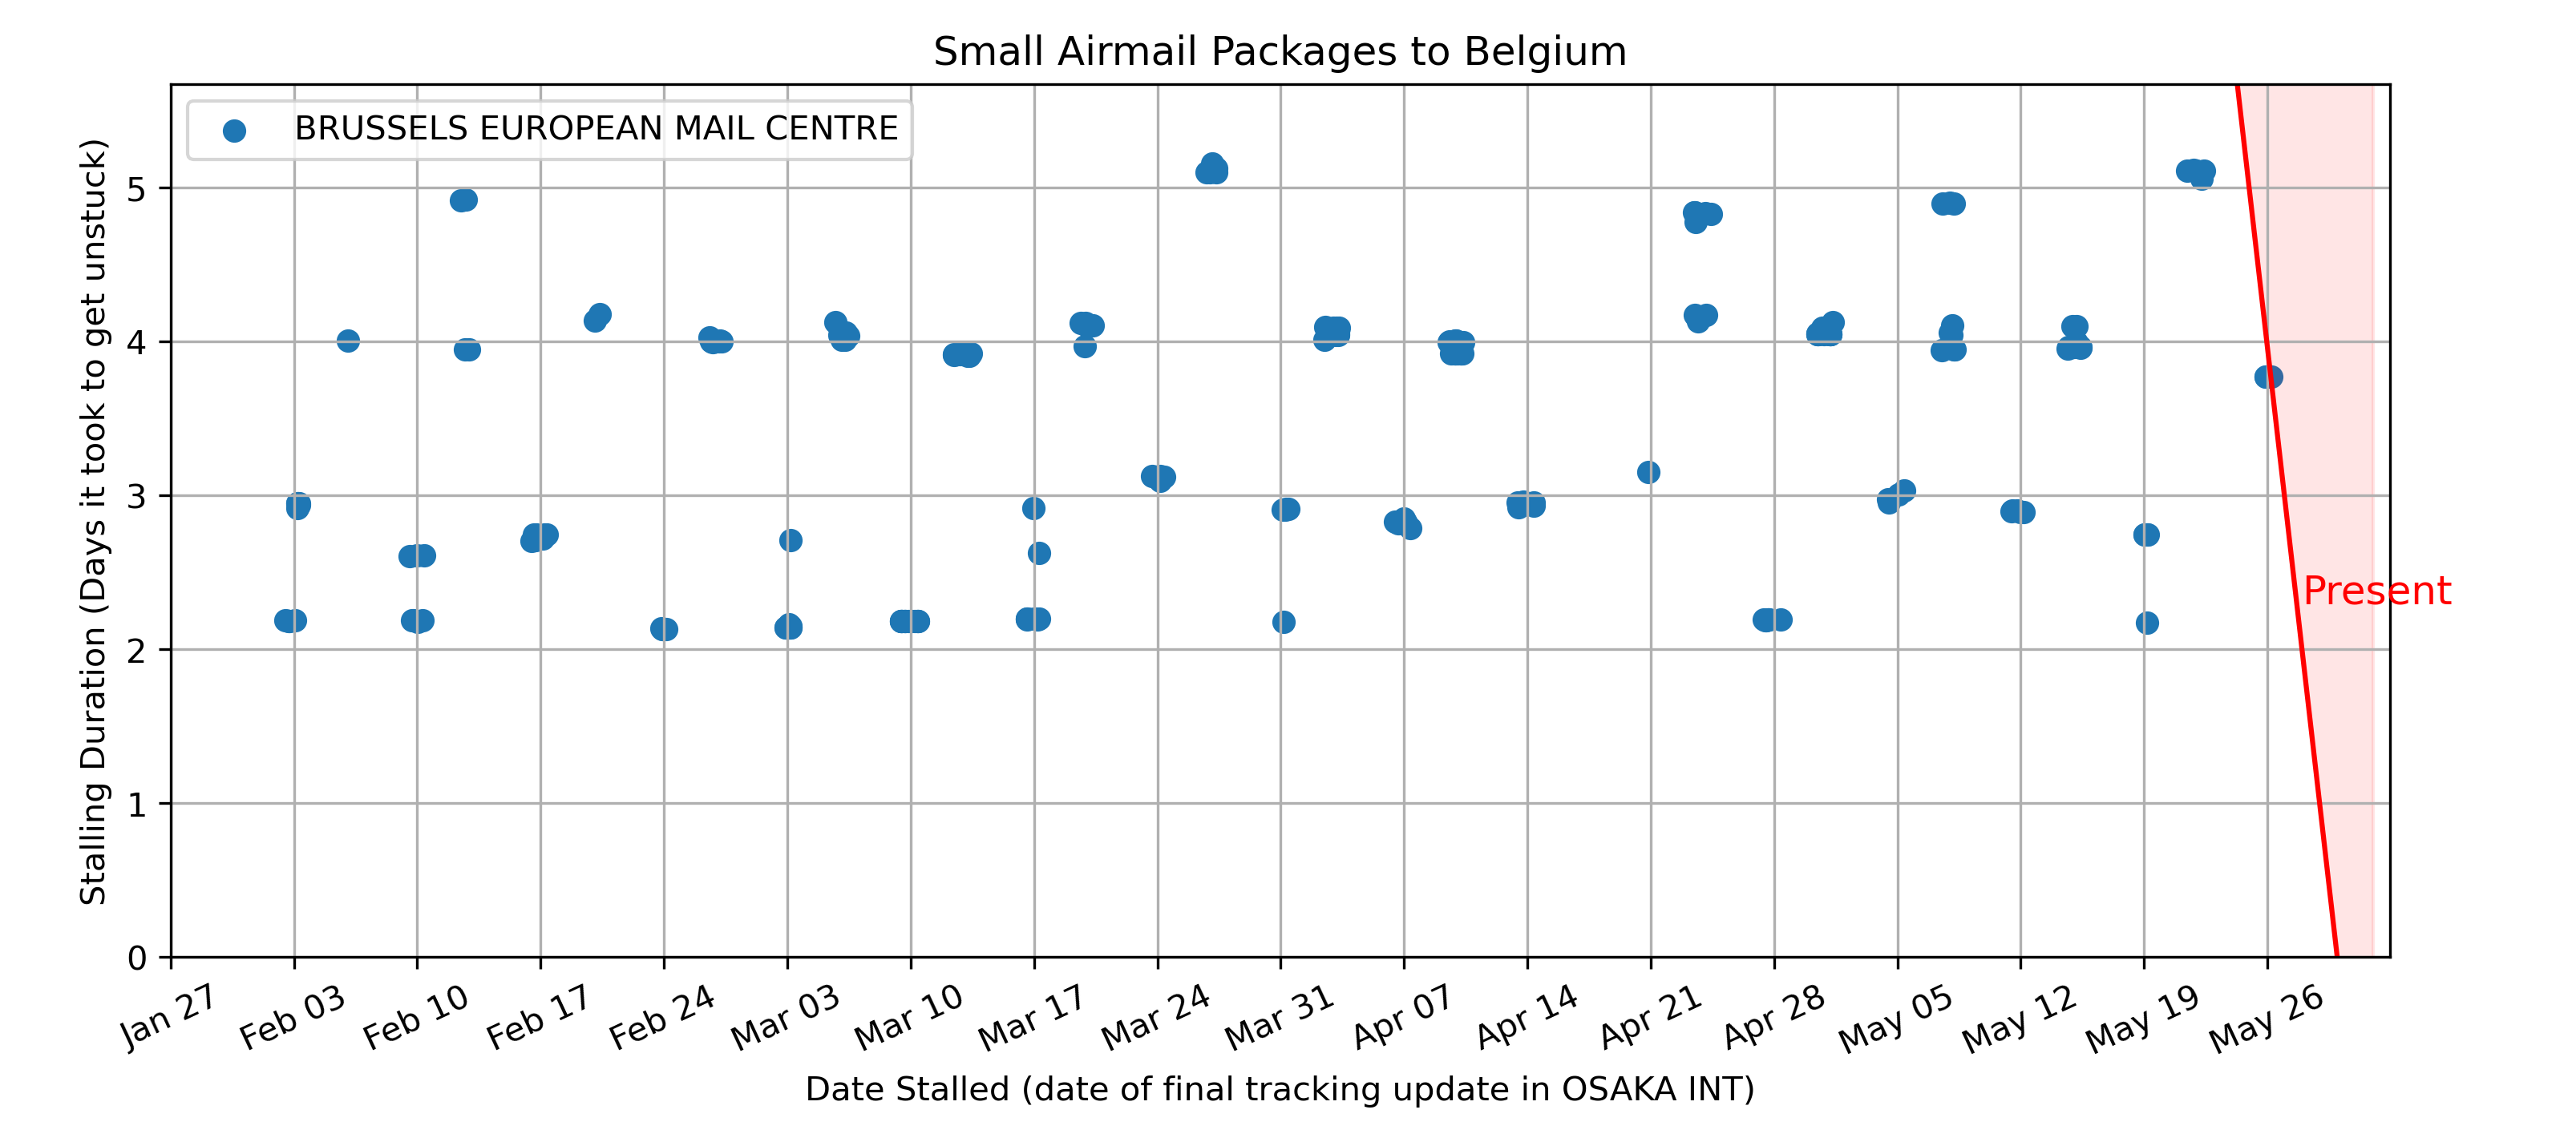 Small Airmail Packages to Belgium
BRUSSELS EUROPEAN MAIL CENTRE
Stalling Duration (Days it took to get unstuck)
5
4
3
2
1
0
Present
Jan 27
Feb 03
Feb 10
Feb 17
Feb 24
Mar 03
Mar 10
Mar 17
Mar 24
Mar 31
Apr 07
Apr 14
Apr 21
Apr 28
May 05
May 12
May 19
May 26
Date Stalled (date of final tracking update in OSAKA INT)